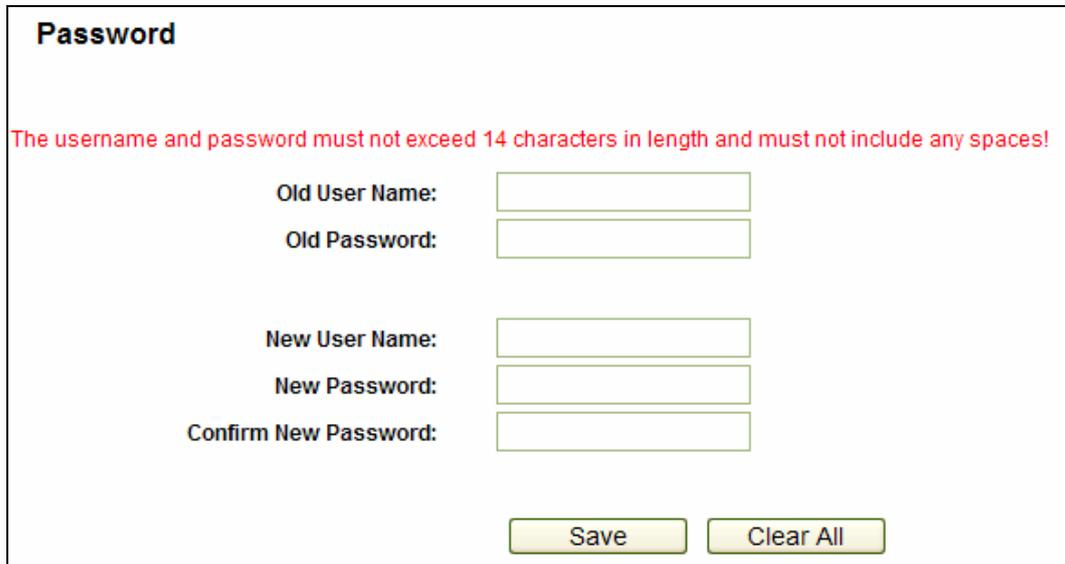 Password
The username and password must not exceed 14 characters in length and must not include any spaces!
Old User Name:
Old Password:
New User Name:
New Password:
Confirm New Password:
Save Clear All